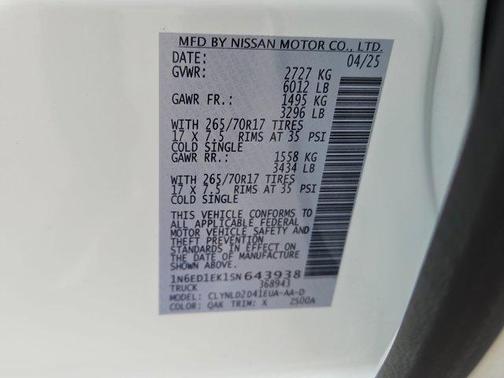 MFD BY NISSAN MOTOR CO., LTD.
DATE: 04/25
GVWR: 2727 KG
6012 LB
GAWR FR.: 1495 KG
3296 LB
WITH 265/70R17 TIRES
17 X 7.5 RIMS AT 35 PSI
COLD SINGLE
GAWR RR.: 1558 KG
3434 LB
WITH 265/70R17 TIRES
17 X 7.5 RIMS AT 35 PSI
COLD SINGLE
THIS VEHICLE CONFORMS TO
ALL APPLICABLE FEDERAL
MOTOR VEHICLE SAFETY AND
THEFT PREVENTION
STANDARDS IN EFFECT ON
THE DATE OF MANUFACTURE
SHOWN ABOVE.
1N6ED1EK1SN643938
TRUCK 368943
MODEL: CLYNLD2D41EUA-AA-D
COLOR: QAK TRIM: X 2500A